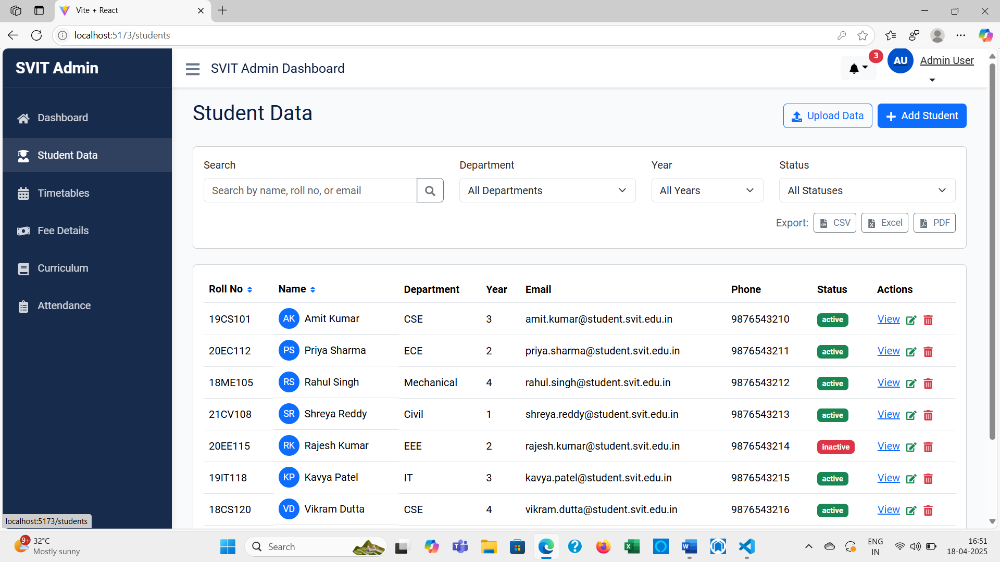 Vite + React
localhost:5173/students
SVIT Admin
SVIT Admin Dashboard
3
AU
Admin User
Dashboard
Student Data
Timetables
Fee Details
Curriculum
Attendance
Student Data
Upload Data
Add Student
Search Department Year Status
Search by name, roll no, or email All Departments All Years All Statuses
Export: CSV Excel PDF
Roll No Name Department Year Email Phone Status Actions
19CS101 AK Amit Kumar CSE 3 amit.kumar@student.svit.edu.in 9876543210 active View
20EC112 PS Priya Sharma ECE 2 priya.sharma@student.svit.edu.in 9876543211 active View
18ME105 RS Rahul Singh Mechanical 4 rahul.singh@student.svit.edu.in 9876543212 active View
21CV108 SR Shreya Reddy Civil 1 shreya.reddy@student.svit.edu.in 9876543213 active View
20EE115 RK Rajesh Kumar EEE 2 rajesh.kumar@student.svit.edu.in 9876543214 inactive View
19IT118 KP Kavya Patel IT 3 kavya.patel@student.svit.edu.in 9876543215 active View
18CS120 VD Vikram Dutta CSE 4 vikram.dutta@student.svit.edu.in 9876543216 active View
localhost:5173/students
9+ 32°C
Mostly sunny
Search
ENG
IN
16:51
18-04-2025